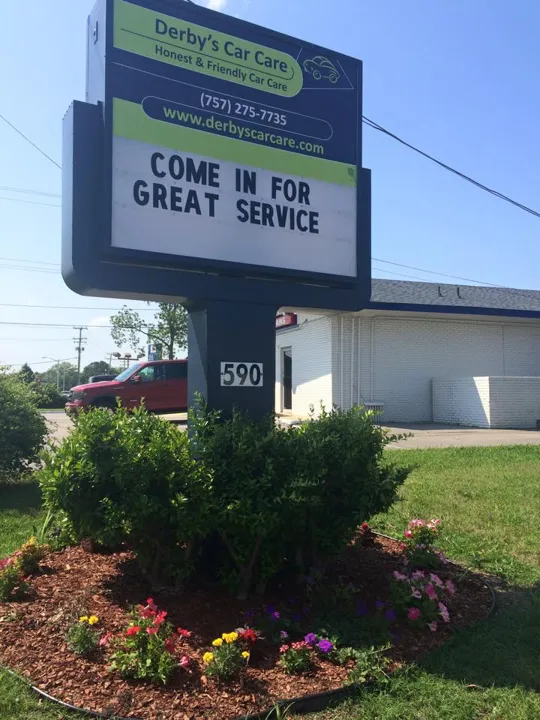 Derby's Car Care
Honest & Friendly Car Care
(757) 275-7735
www.derbyscarcare.com
COME IN FOR
GREAT SERVICE
590